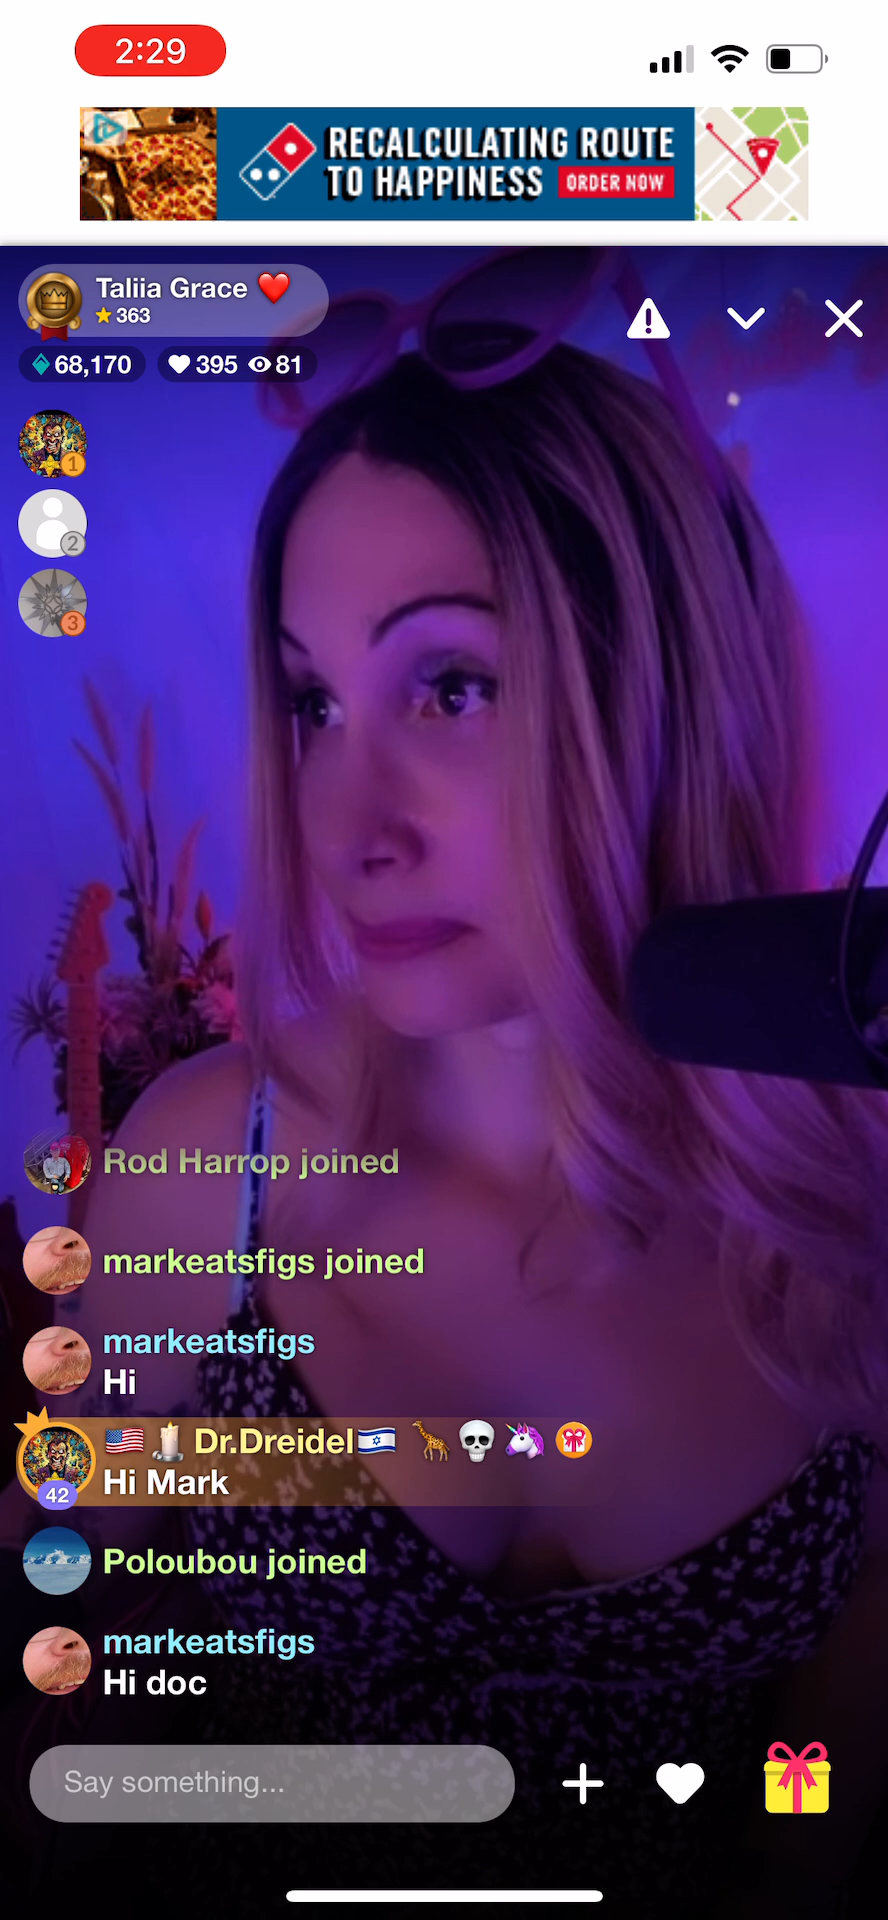 2:29
RECALCULATING ROUTE
TO HAPPINESS ORDER NOW
Taliia Grace ❤️
363
68,170 395 81
1
2
3
Rod Harrop joined
markeatsfigs joined
markeatsfigs
Hi
🇺🇸 🕯️ Dr.Dreidel🇮🇱 🦒💀🦄
Hi Mark
42
Poloubou joined
markeatsfigs
Hi doc
Say something...